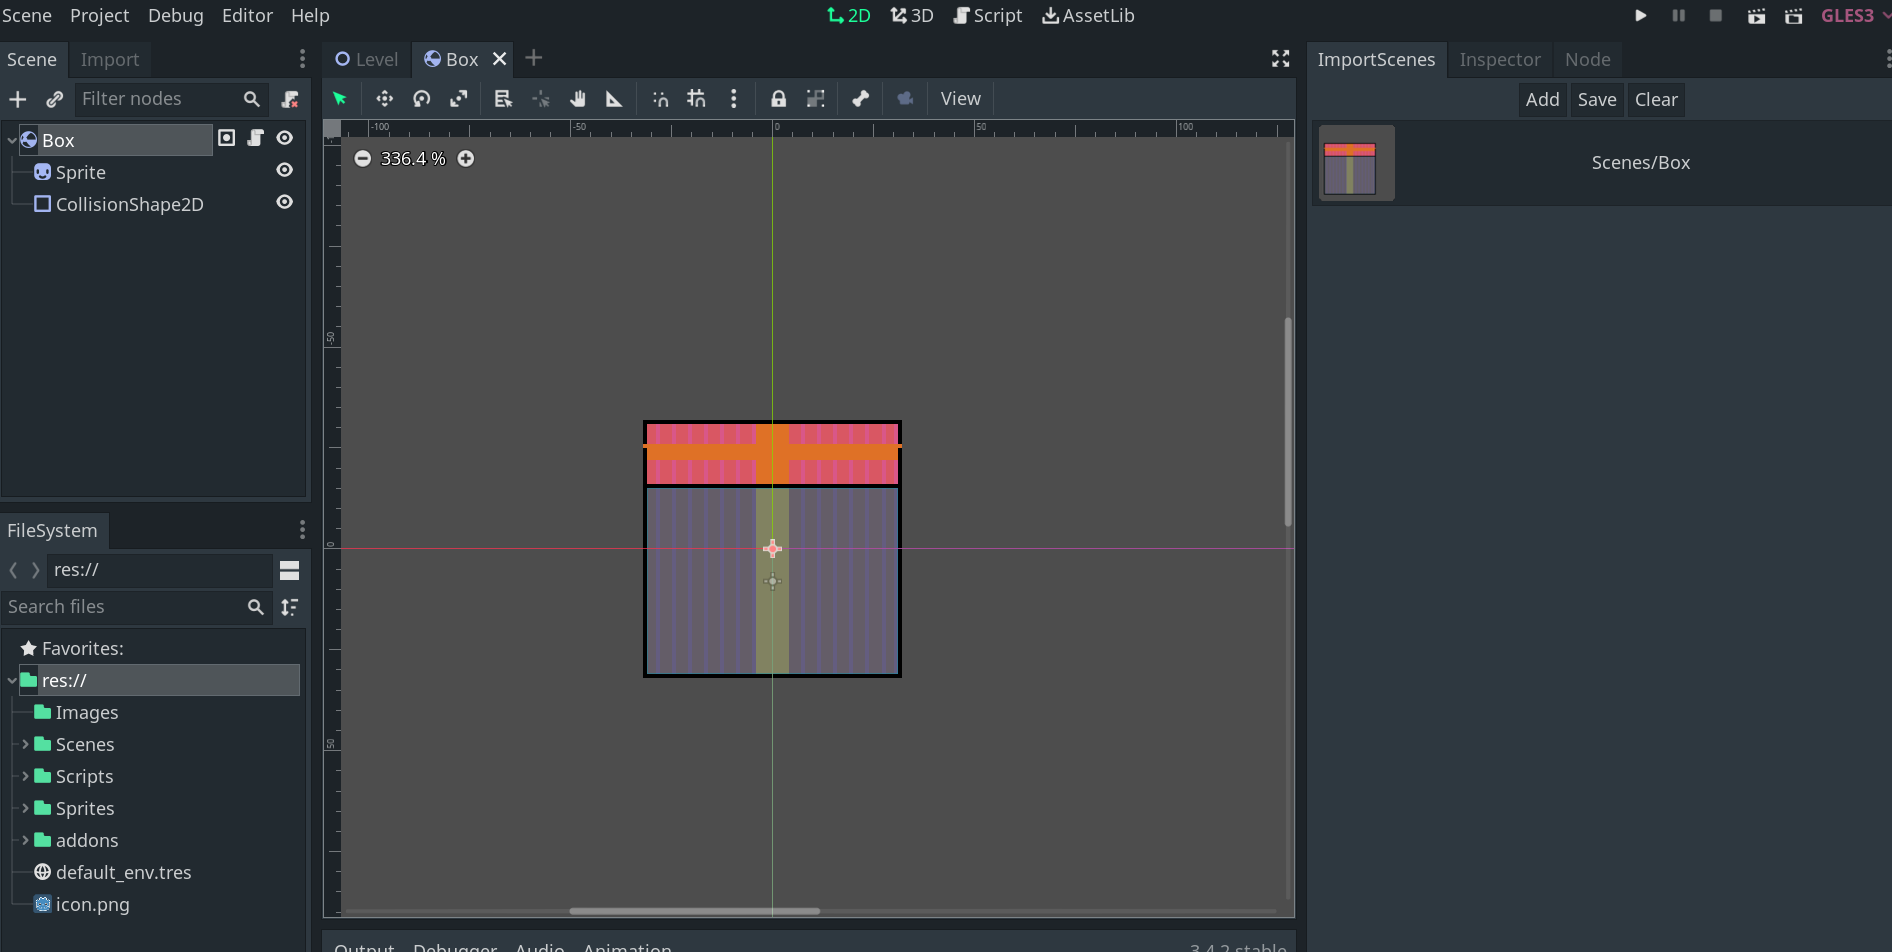 Scene Project Debug Editor Help 2D 3D Script AssetLib GLES3
Scene Import Level Box ImportScenes Inspector Node
Filter nodes View Add Save Clear
Box
Sprite
CollisionShape2D
-100 -50 0 50 100
336.4 %
-50
0
50
Scenes/Box
FileSystem
res://
Search files
Favorites:
res://
Images
Scenes
Scripts
Sprites
addons
default_env.tres
icon.png
Output Debugger Audio Animation 3.4.2.stable